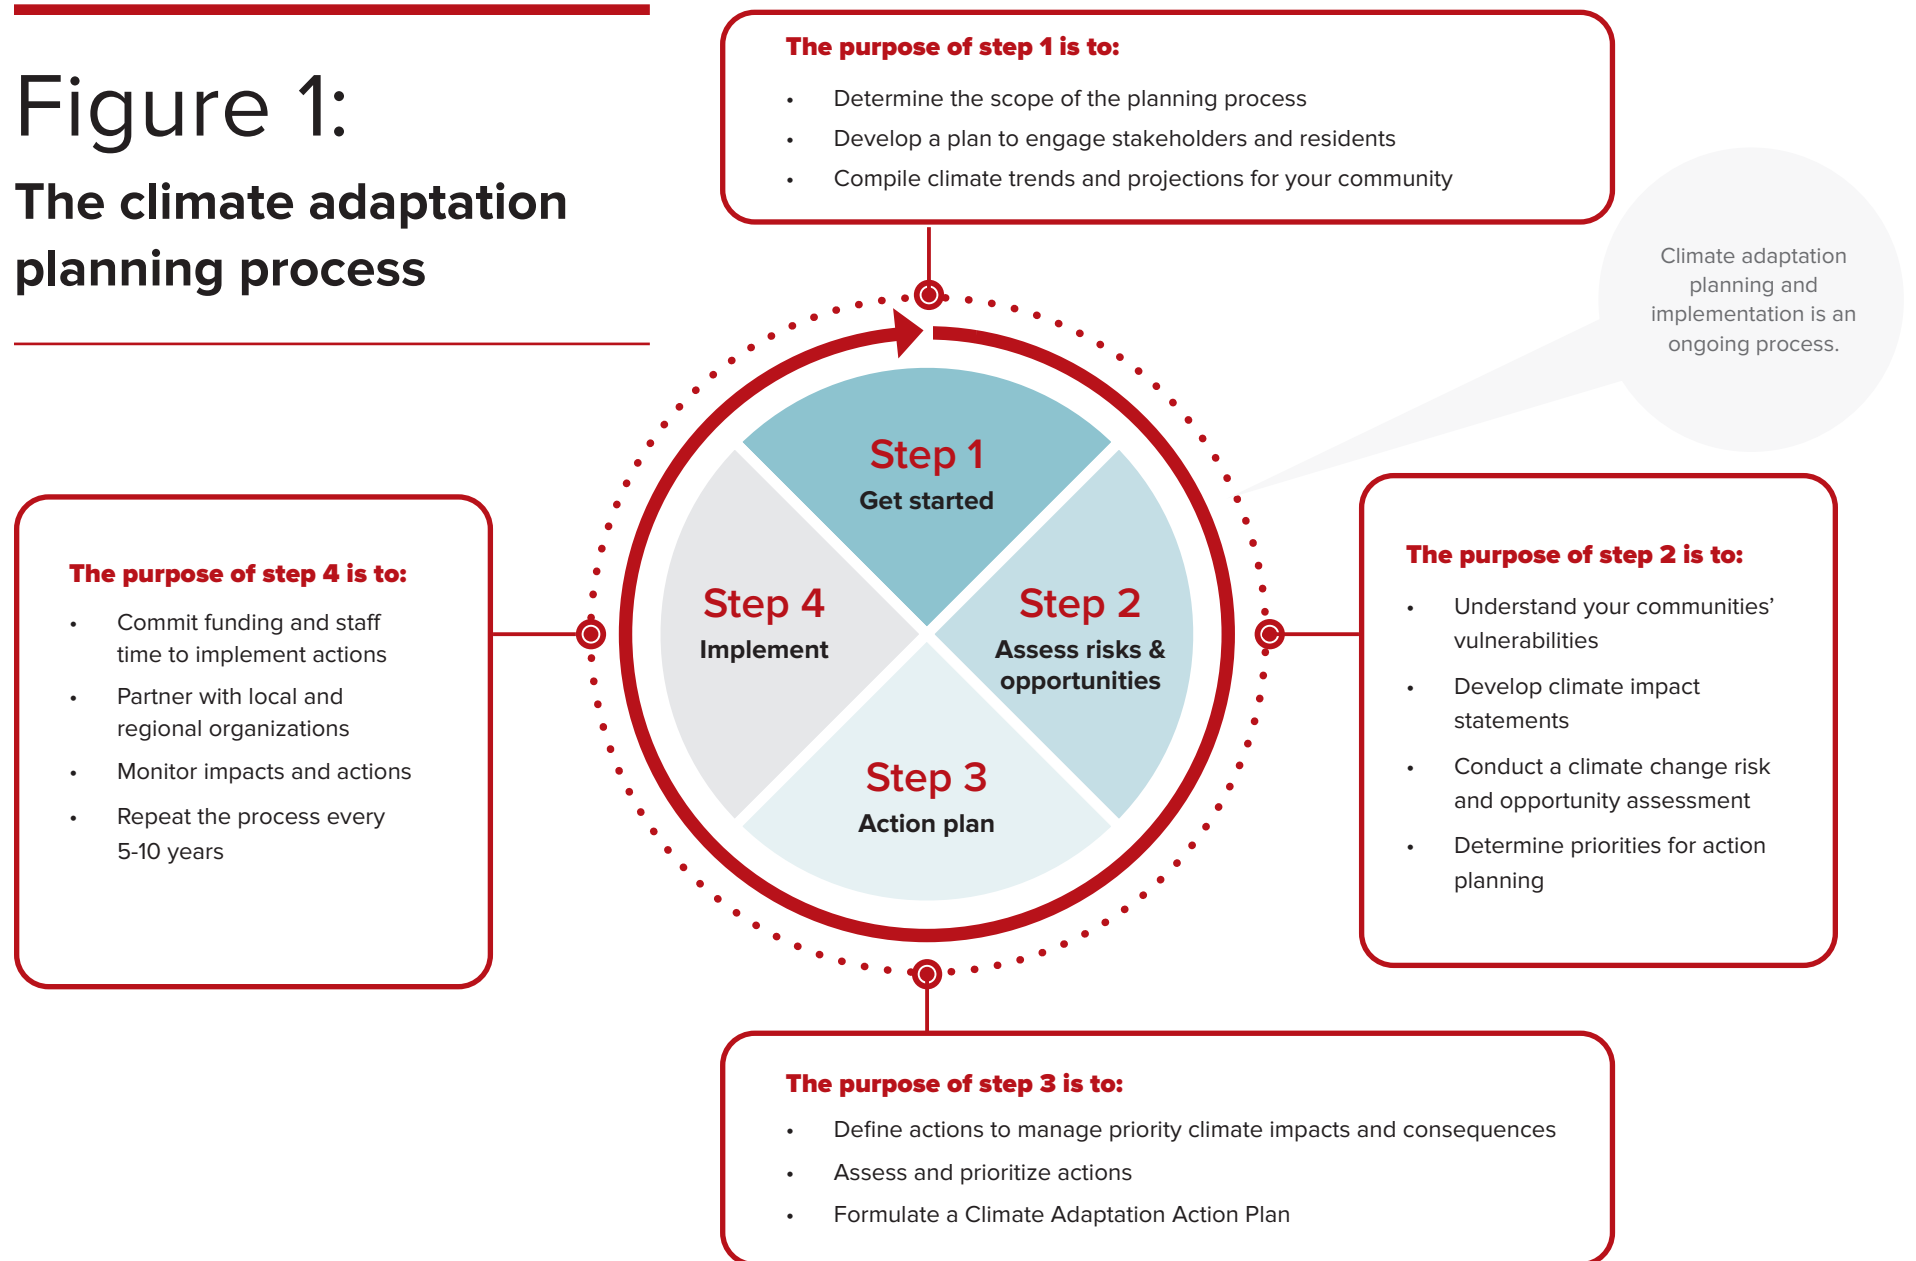 Figure 1:
The climate adaptation
planning process
The purpose of step 1 is to:
• Determine the scope of the planning process
• Develop a plan to engage stakeholders and residents
• Compile climate trends and projections for your community
Climate adaptation
planning and
implementation is an
ongoing process.
Step 1
Get started
Step 2
Assess risks &
opportunities
Step 3
Action plan
Step 4
Implement
The purpose of step 2 is to:
• Understand your communities’
vulnerabilities
• Develop climate impact
statements
• Conduct a climate change risk
and opportunity assessment
• Determine priorities for action
planning
The purpose of step 3 is to:
• Define actions to manage priority climate impacts and consequences
• Assess and prioritize actions
• Formulate a Climate Adaptation Action Plan
The purpose of step 4 is to:
• Commit funding and staff
time to implement actions
• Partner with local and
regional organizations
• Monitor impacts and actions
• Repeat the process every
5-10 years